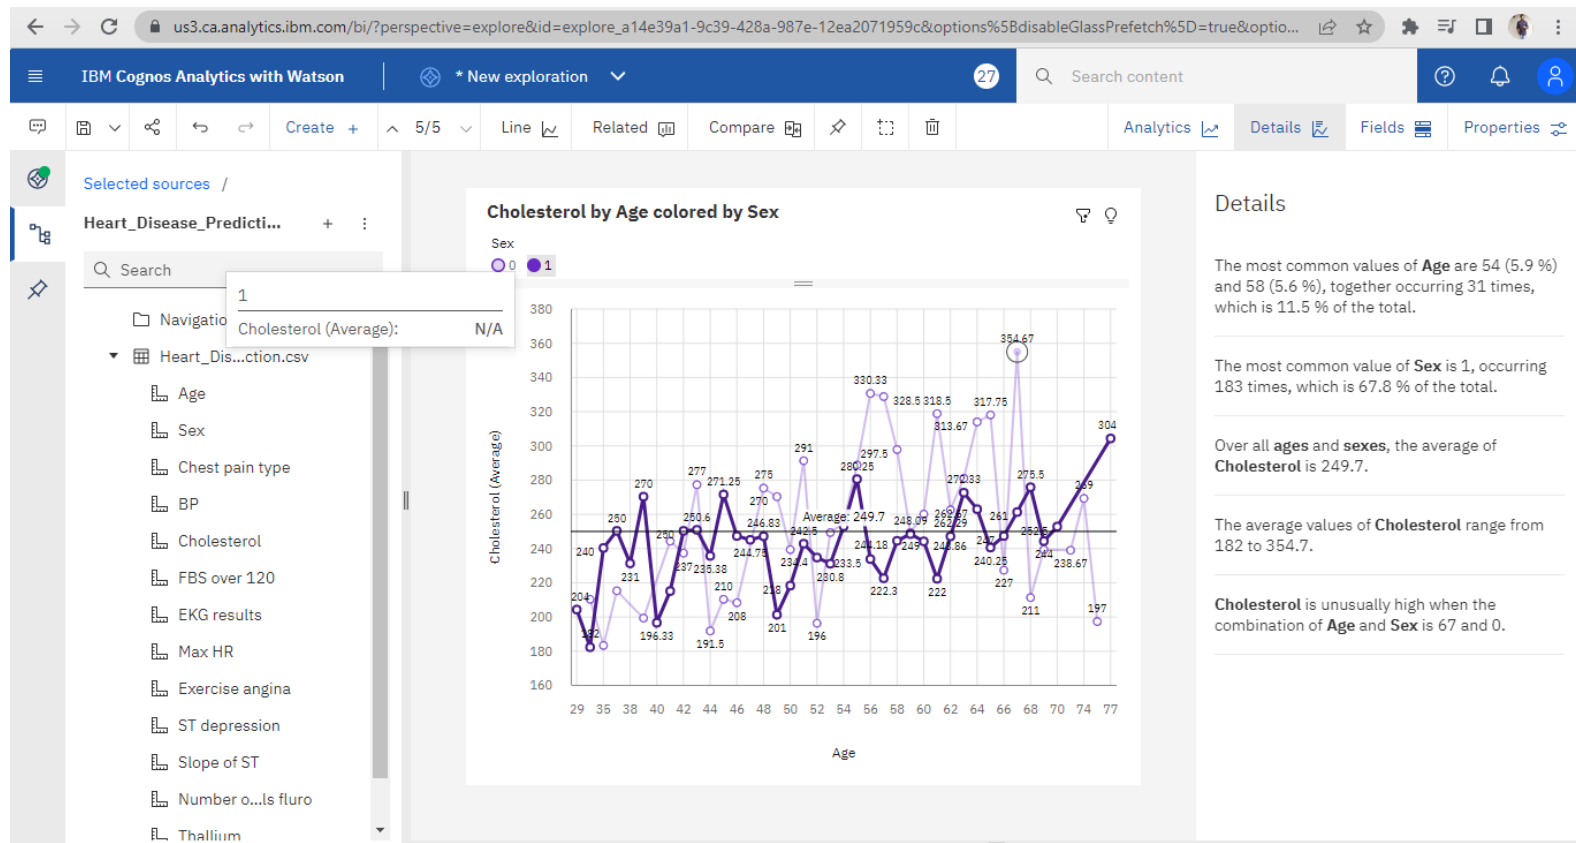 us3.ca.analytics.ibm.com/bi/?perspective=explore&id=explore_a14e39a1-9c39-428a-987e-12ea2071959c&options%5BdisableGlassPrefetch%5D=true&optio...
IBM Cognos Analytics with Watson
* New exploration
27
Search content
Create +
5/5
Line
Related
Compare
Analytics
Details
Fields
Properties
Selected sources /
Heart_Disease_Predicti...
Search
1
Cholesterol (Average): N/A
Navigatio
Heart_Dis...ction.csv
Age
Sex
Chest pain type
BP
Cholesterol
FBS over 120
EKG results
Max HR
Exercise angina
ST depression
Slope of ST
Number o...ls fluro
Thallium
Cholesterol by Age colored by Sex
Sex
0 1
Cholesterol (Average)
380
360
340
320
300
280
260
240
220
200
180
160
354.67
330.33
328.5 318.5 317.75
313.67
304
291
297.5
277 275 280.25 272.33 275.5
270 271.25 269
270
250 250.6 246.83 Average: 249.7 248.09 262.67 261
250 242.5 262.29 252.5
240 244.75 244.18 249 248.86 247 244
231 237 235.38 234.4 233.5 240.25 238.67
230.8
210 218 222.3 222 227
204 208 211 197
182 196.33 201 196
191.5
29 35 38 40 42 44 46 48 50 52 54 56 58 60 62 64 66 68 70 74 77
Age
Details
The most common values of Age are 54 (5.9 %)
and 58 (5.6 %), together occurring 31 times,
which is 11.5 % of the total.
The most common value of Sex is 1, occurring
183 times, which is 67.8 % of the total.
Over all ages and sexes, the average of
Cholesterol is 249.7.
The average values of Cholesterol range from
182 to 354.7.
Cholesterol is unusually high when the
combination of Age and Sex is 67 and 0.